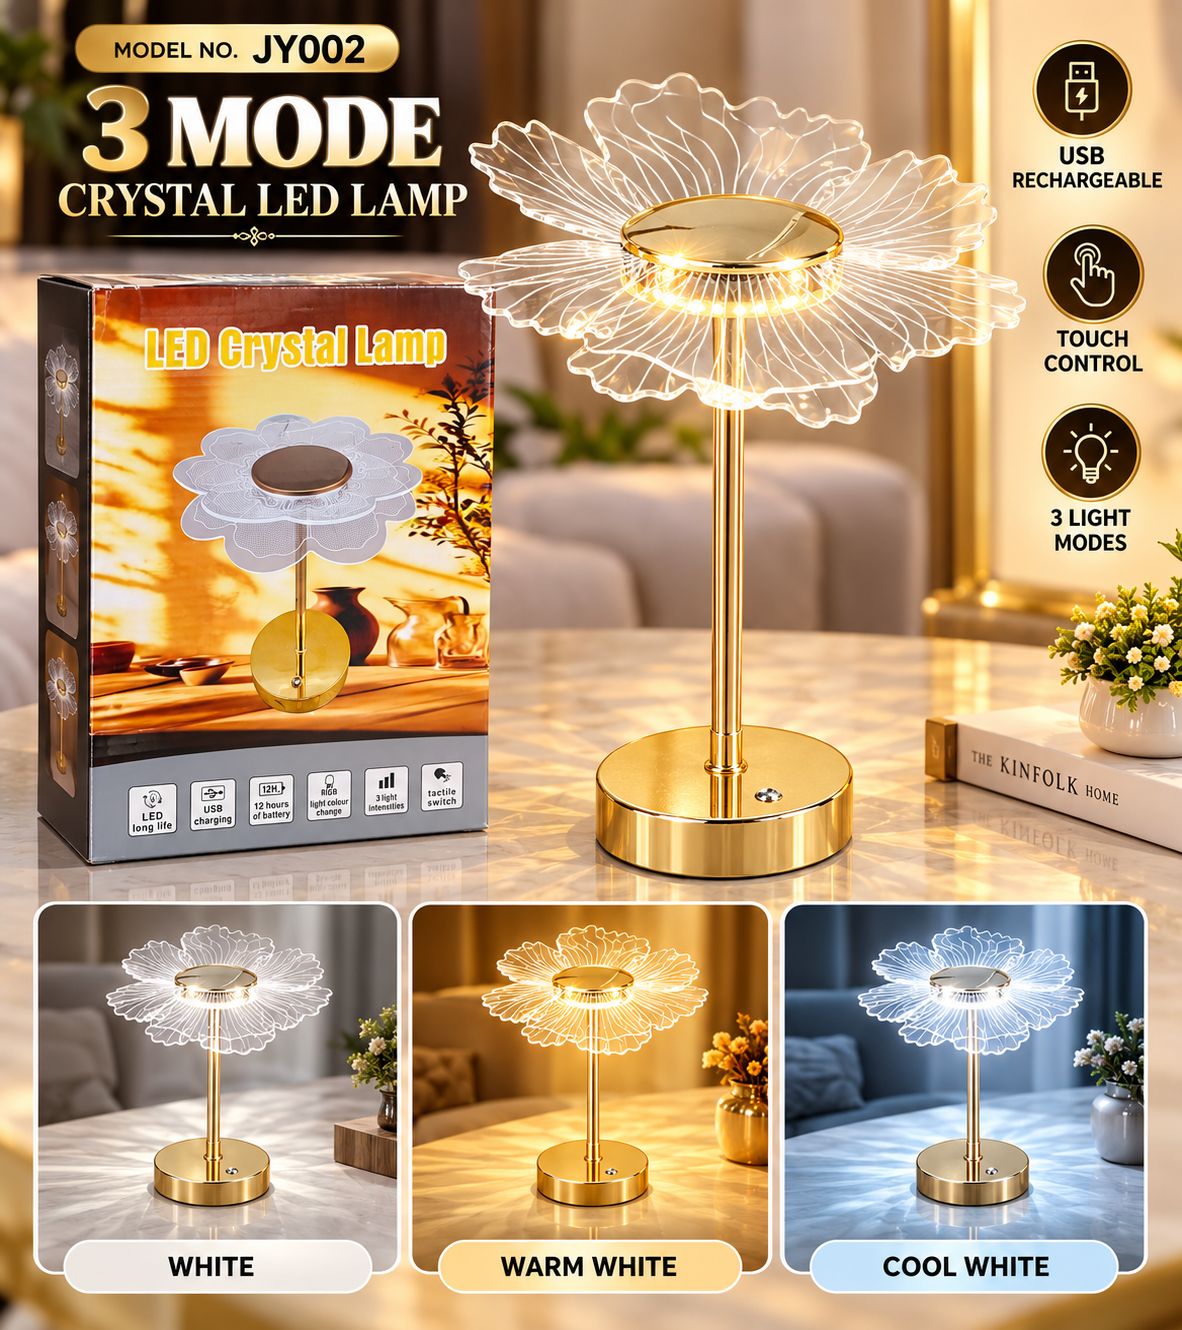 MODEL NO. JY002
3 MODE
CRYSTAL LED LAMP
USB
RECHARGEABLE
TOUCH
CONTROL
3 LIGHT
MODES
LED Crystal Lamp
LED
long life
USB
charging
12H.
12 hours
of battery
RIGB
light colour
change
3 light
intenuities
tactile
switch
THE KINFOLK HOME
WHITE
WARM WHITE
COOL WHITE